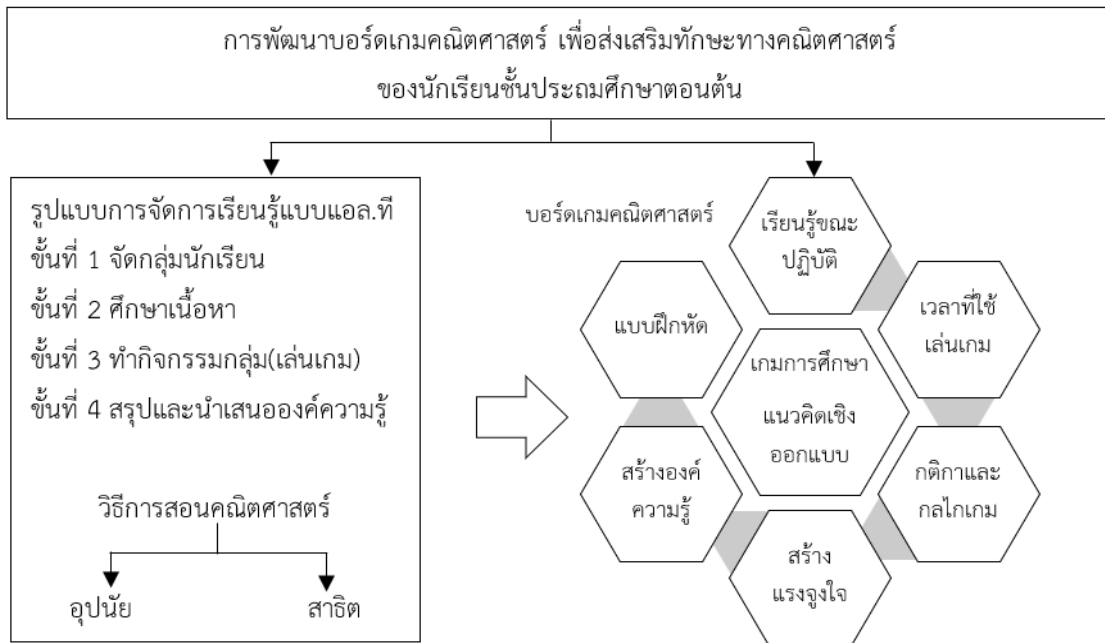 การพัฒนาบอร์ดเกมคณิตศาสตร์ เพื่อส่งเสริมทักษะทางคณิตศาสตร์
ของนักเรียนชั้นประถมศึกษาตอนต้น
รูปแบบการจัดการเรียนรู้แบบแอล.ที
ขั้นที่ 1 จัดกลุ่มนักเรียน
ขั้นที่ 2 ศึกษาเนื้อหา
ขั้นที่ 3 ทำกิจกรรมกลุ่ม(เล่นเกม)
ขั้นที่ 4 สรุปและนำเสนอองค์ความรู้
วิธีการสอนคณิตศาสตร์
อุปนัย
สาธิต
บอร์ดเกมคณิตศาสตร์
เรียนรู้ขณะ
ปฏิบัติ
เวลาที่ใช้
เล่นเกม
กติกาและ
กลไกเกม
สร้าง
แรงจูงใจ
สร้างองค์
ความรู้
แบบฝึกหัด
เกมการศึกษา
แนวคิดเชิง
ออกแบบ